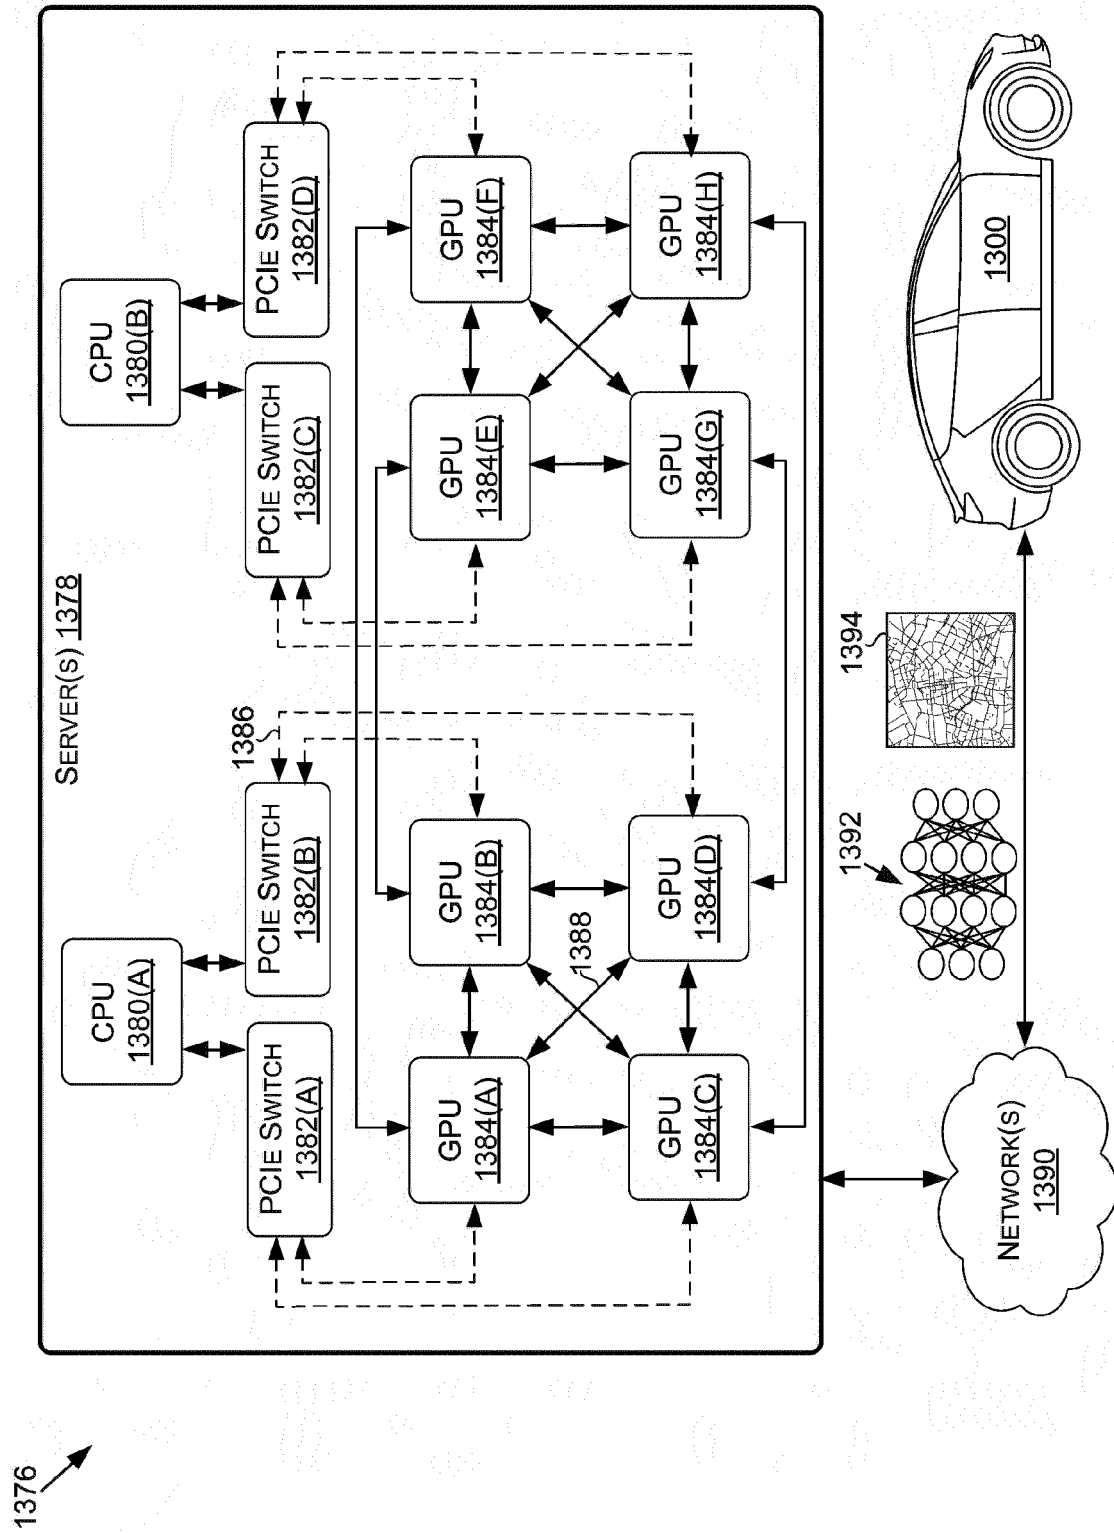 1376
SERVER(S) 1378
CPU
1380(A)
CPU
1380(B)
PCIE SWITCH
1382(A)
PCIE SWITCH
1382(B)
PCIE SWITCH
1382(C)
PCIE SWITCH
1382(D)
1386
GPU
1384(A)
GPU
1384(B)
GPU
1384(E)
GPU
1384(F)
1388
GPU
1384(C)
GPU
1384(D)
GPU
1384(G)
GPU
1384(H)
NETWORK(S)
1390
1392
1394
1300